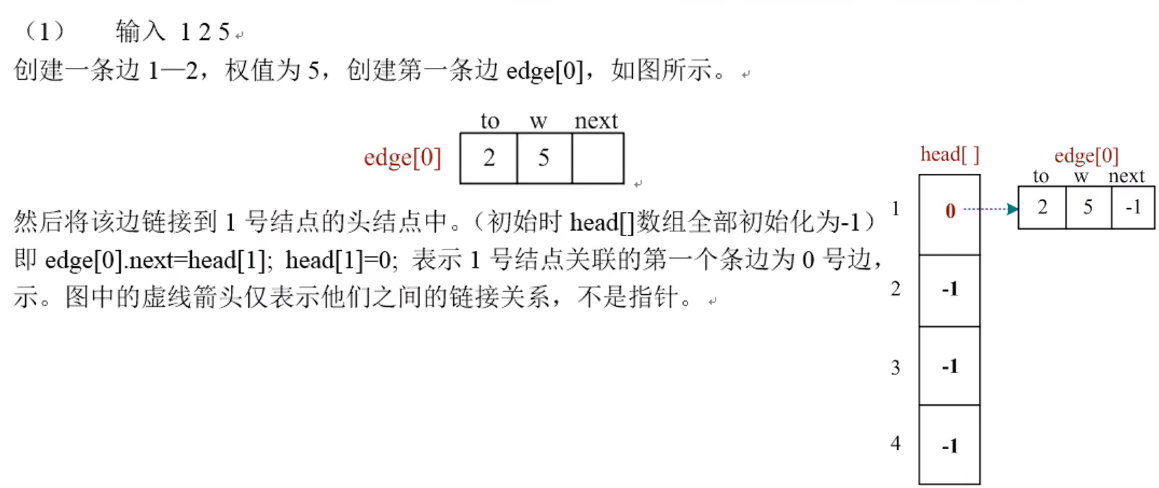 （1） 输入 1 2 5
创建一条边 1—2，权值为 5，创建第一条边 edge[0]，如图所示。
to w next
edge[0] 2 5
然后将该边链接到 1 号结点的头结点中。（初始时 head[]数组全部初始化为-1）
即 edge[0].next=head[1]; head[1]=0; 表示 1 号结点关联的第一个条边为 0 号边，
示。图中的虚线箭头仅表示他们之间的链接关系，不是指针。
head[ ] edge[0]
to w next
1 0 2 5 -1
2 -1
3 -1
4 -1